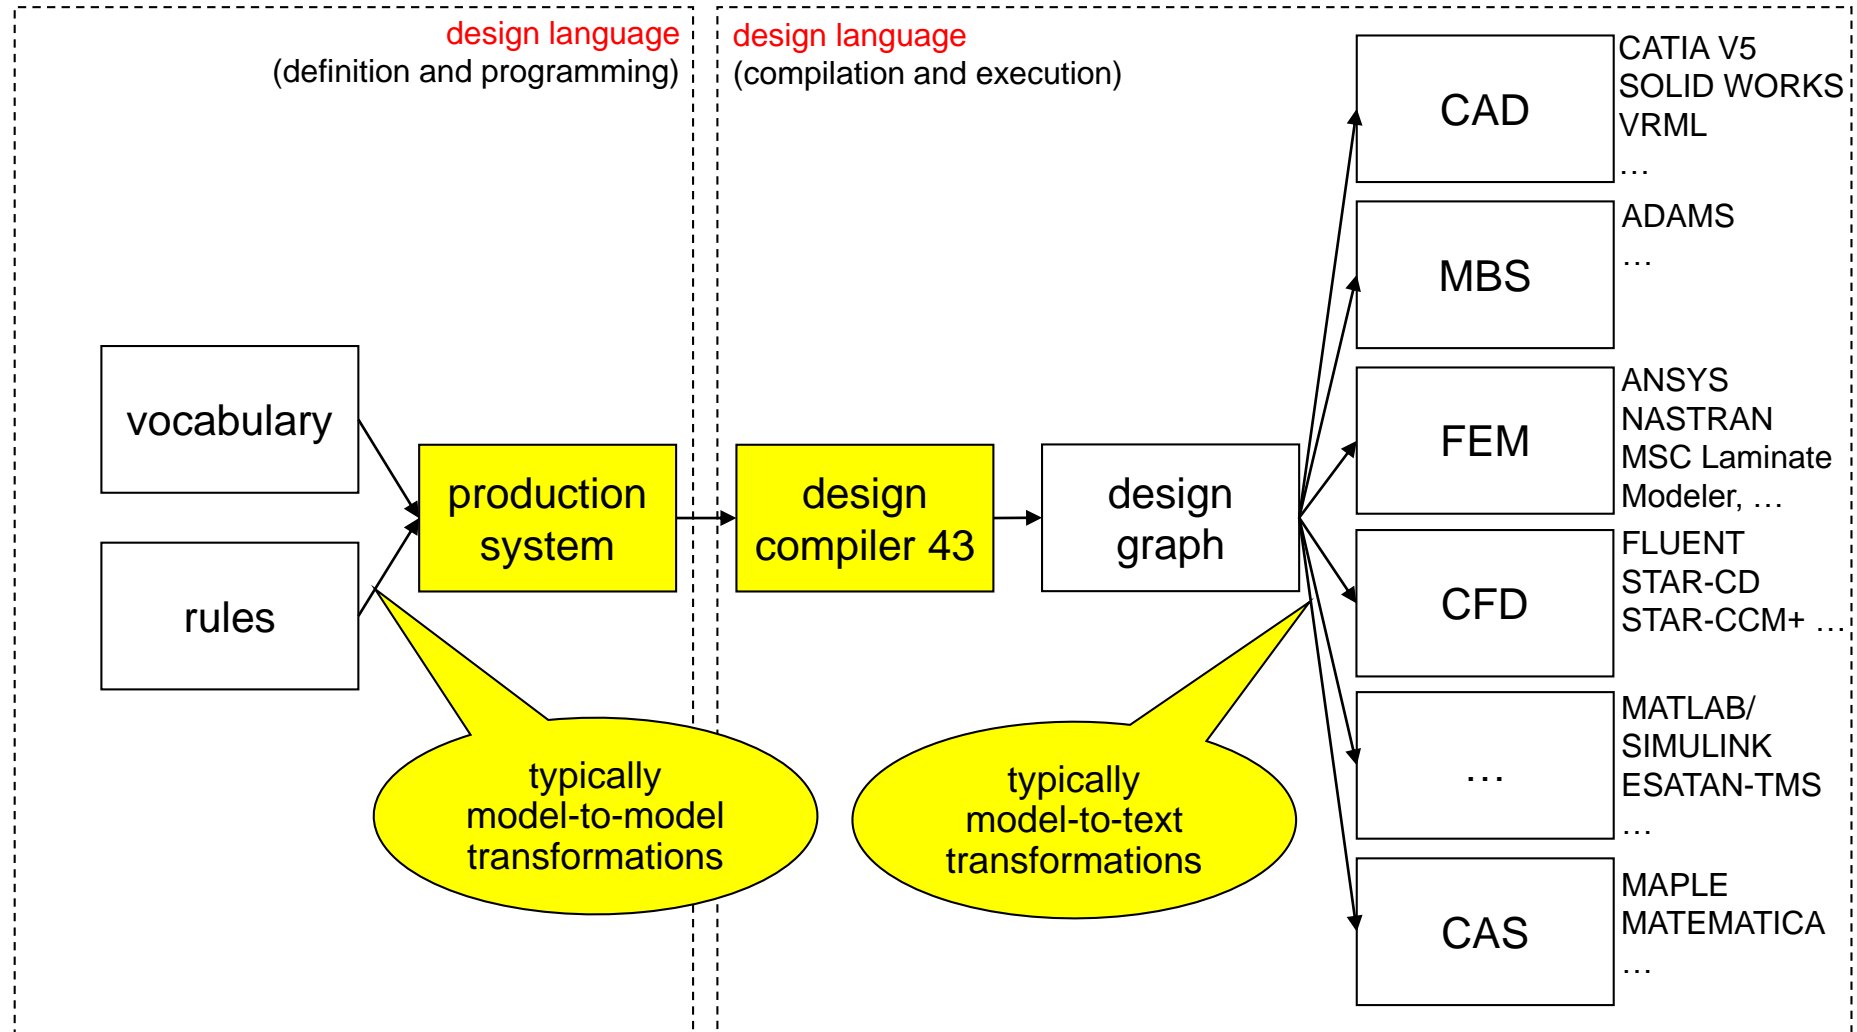 design language
(definition and programming)
design language
(compilation and execution)
vocabulary
rules
production
system
design
compiler 43
design
graph
typically
model-to-model
transformations
typically
model-to-text
transformations
CAD
CATIA V5
SOLID WORKS
VRML
…
MBS
ADAMS
…
FEM
ANSYS
NASTRAN
MSC Laminate
Modeler, …
CFD
FLUENT
STAR-CD
STAR-CCM+ …
…
MATLAB/
SIMULINK
ESATAN-TMS
…
CAS
MAPLE
MATEMATICA
…